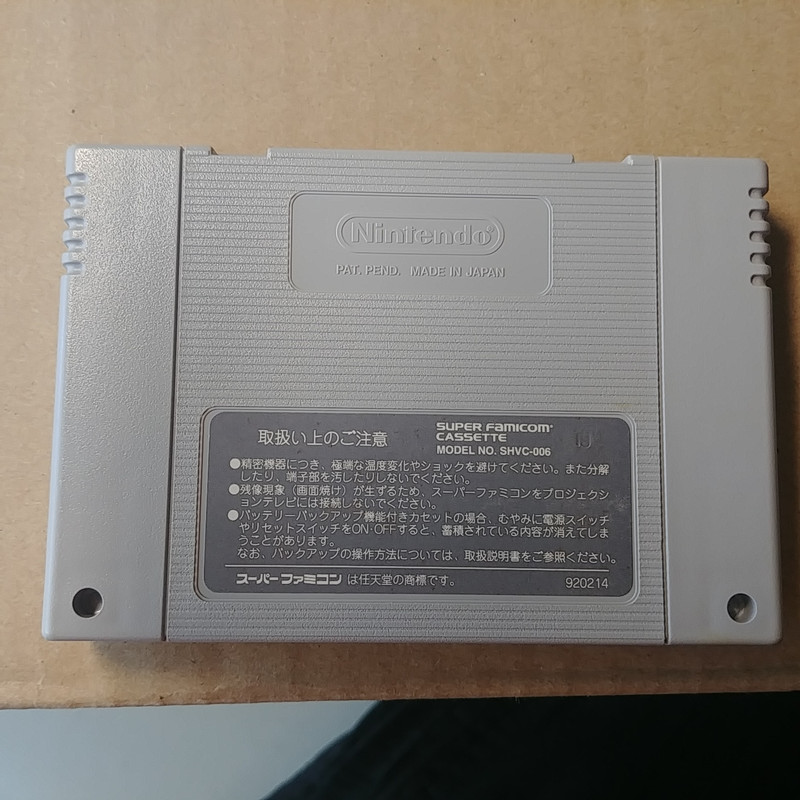 Nintendo®
PAT. PEND. MADE IN JAPAN
取扱い上のご注意
SUPER FAMICOM™
CASSETTE
MODEL NO. SHVC-006
●精密機器につき、極端な温度変化やショックを避けてください。また分解
したり、端子部を汚したりしないでください。
●残像現象（画面焼け）が生ずるため、スーパーファミコンをプロジェクシ
ョンテレビには接続しないでください。
●バッテリーバックアップ機能付きカセットの場合、むやみに電源スイッチ
やリセットスイッチをON・OFFすると、蓄積されている内容が消えてしま
うことがあります。
なお、バックアップの操作方法については、取扱説明書をご参照ください。
スーパーファミコンは任天堂の商標です。
920214